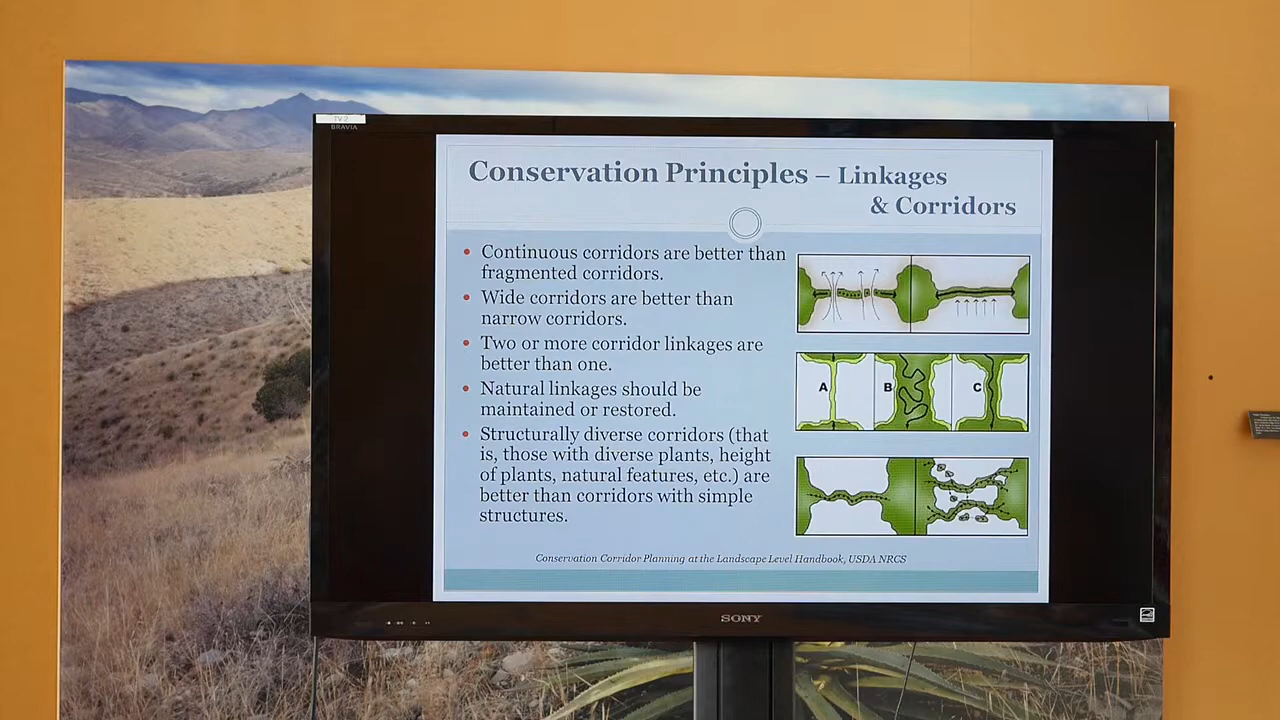 TV 2
BRAVIA
Conservation Principles – Linkages
& Corridors
• Continuous corridors are better than
fragmented corridors.
• Wide corridors are better than
narrow corridors.
• Two or more corridor linkages are
better than one.
• Natural linkages should be
maintained or restored.
• Structurally diverse corridors (that
is, those with diverse plants, height
of plants, natural features, etc.) are
better than corridors with simple
structures.
A
B
C
Conservation Corridor Planning at the Landscape Level Handbook, USDA NRCS
SONY